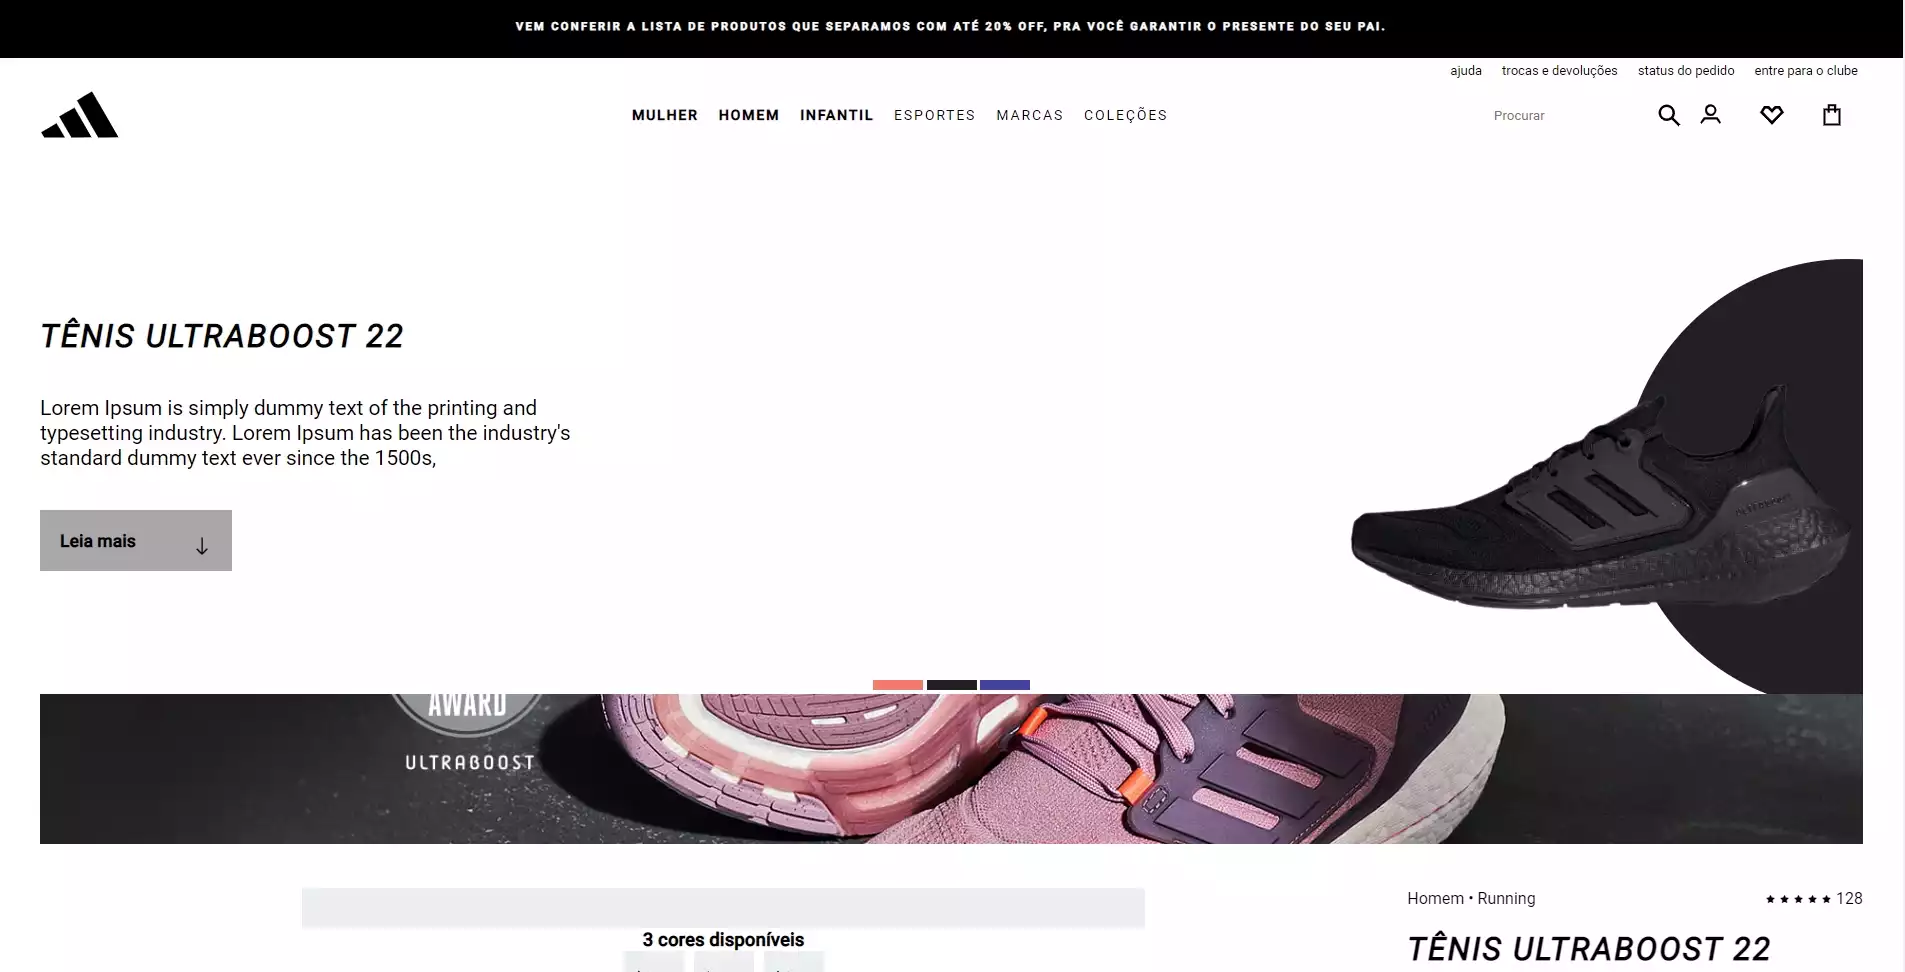 VEM CONFERIR A LISTA DE PRODUTOS QUE SEPARAMOS COM ATÉ 20% OFF, PRA VOCÊ GARANTIR O PRESENTE DO SEU PAI.
ajuda trocas e devoluções status do pedido entre para o clube
MULHER HOMEM INFANTIL ESPORTES MARCAS COLEÇÕES Procurar
TÊNIS ULTRABOOST 22
Lorem Ipsum is simply dummy text of the printing and
typesetting industry. Lorem Ipsum has been the industry's
standard dummy text ever since the 1500s,
Leia mais
AWARD
ULTRABOOST
Homem • Running 128
3 cores disponíveis
TÊNIS ULTRABOOST 22